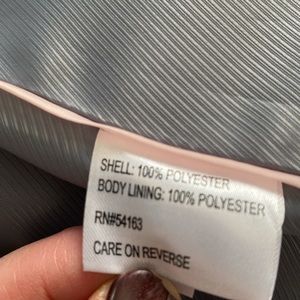 SHELL: 100% POLYESTER
BODY LINING: 100% POLYESTER
RN#54163
CARE ON REVERSE